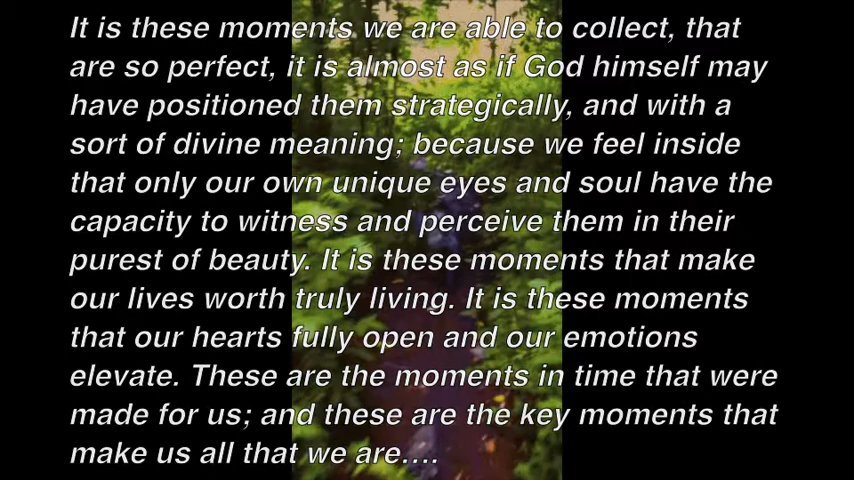 It is these moments we are able to collect, that
are so perfect, it is almost as if God himself may
have positioned them strategically, and with a
sort of divine meaning; because we feel inside
that only our own unique eyes and soul have the
capacity to witness and perceive them in their
purest of beauty. It is these moments that make
our lives worth truly living. It is these moments
that our hearts fully open and our emotions
elevate. These are the moments in time that were
made for us; and these are the key moments that
make us all that we are….